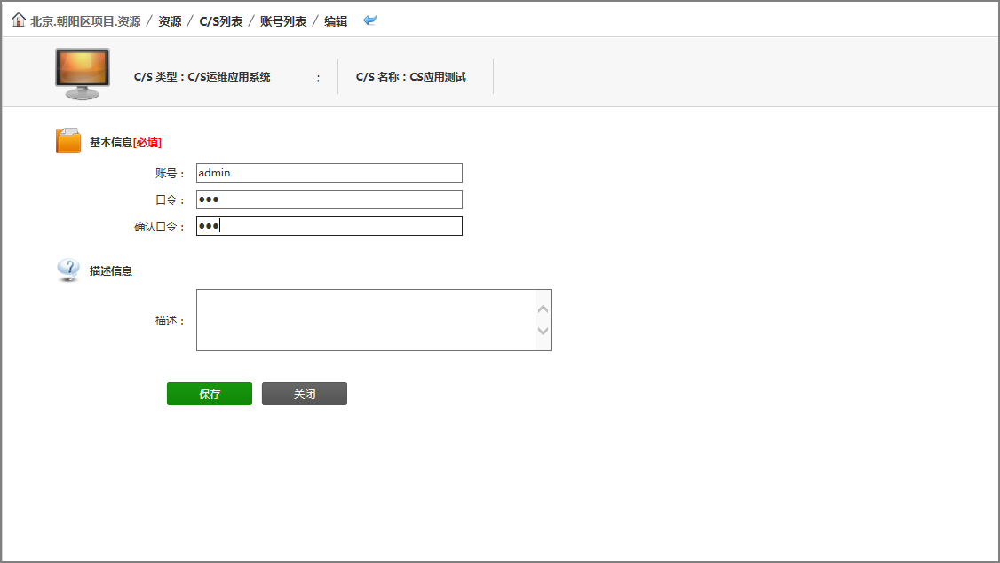 北京.朝阳区项目.资源 / 资源 / C/S列表 / 账号列表 / 编辑
C/S 类型：C/S运维应用系统 ; C/S 名称：CS应用测试
基本信息[必填]
账号： admin
口令： ●●●
确认口令： ●●●
描述信息
描述：
保存 关闭